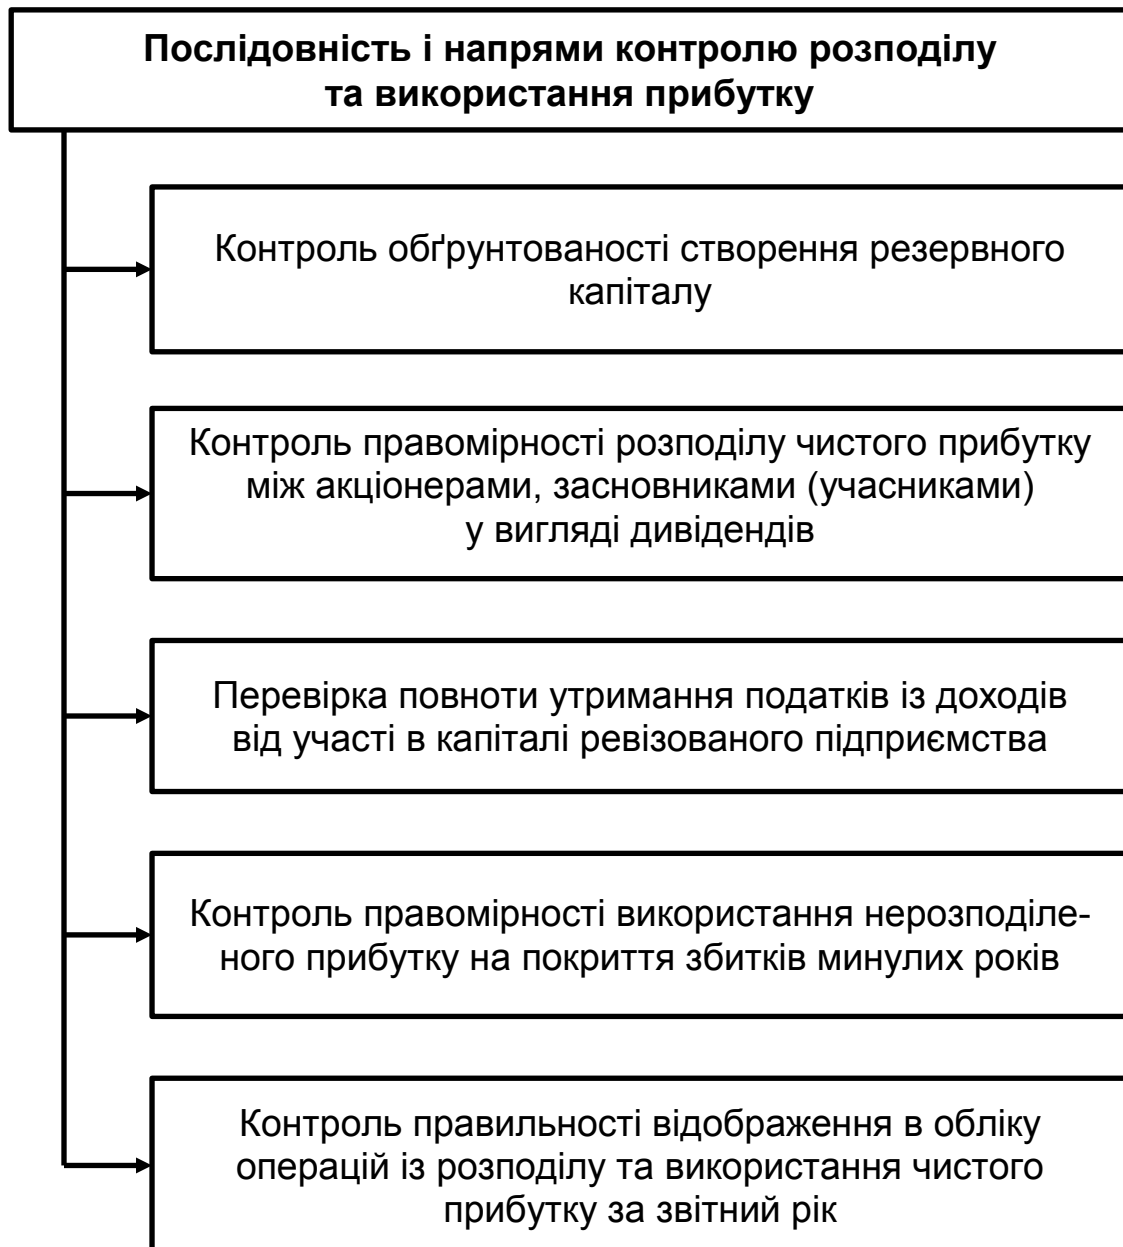 Послідовність і напрями контролю розподілу
та використання прибутку
Контроль обґрунтованості створення резервного
капіталу
Контроль правомірності розподілу чистого прибутку
між акціонерами, засновниками (учасниками)
у вигляді дивідендів
Перевірка повноти утримання податків із доходів
від участі в капіталі ревізованого підприємства
Контроль правомірності використання нерозподіле-
ного прибутку на покриття збитків минулих років
Контроль правильності відображення в обліку
операцій із розподілу та використання чистого
прибутку за звітний рік